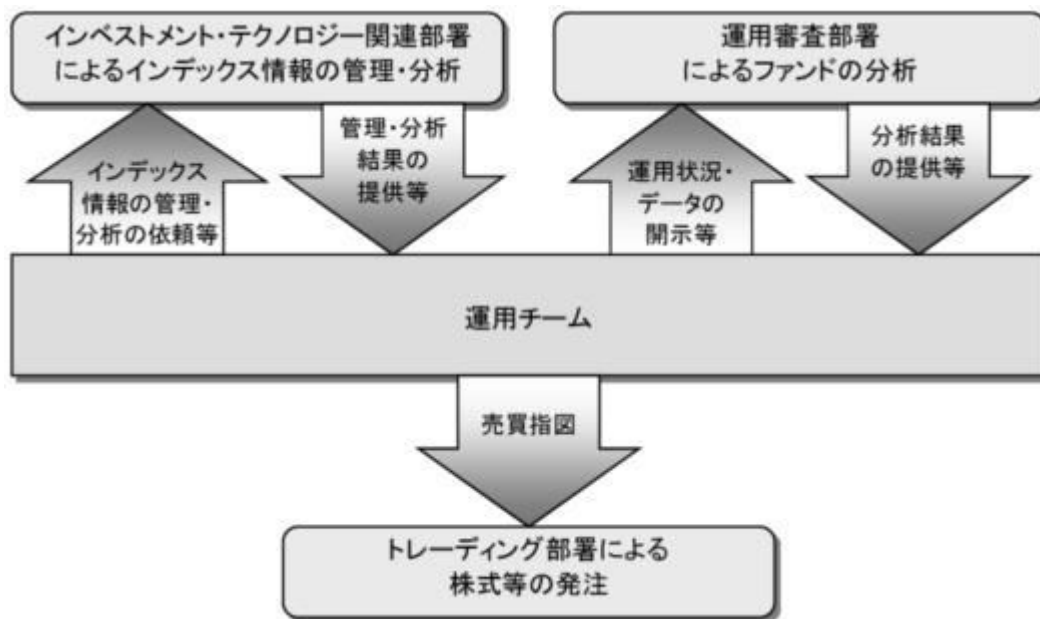 インベストメント・テクノロジー関連部署
によるインデックス情報の管理・分析
運用審査部署
によるファンドの分析
インデックス
情報の管理・
分析の依頼等
管理・分析
結果の
提供等
運用状況・
データの
開示等
分析結果
の提供等
運用チーム
売買指図
トレーディング部署による
株式等の発注